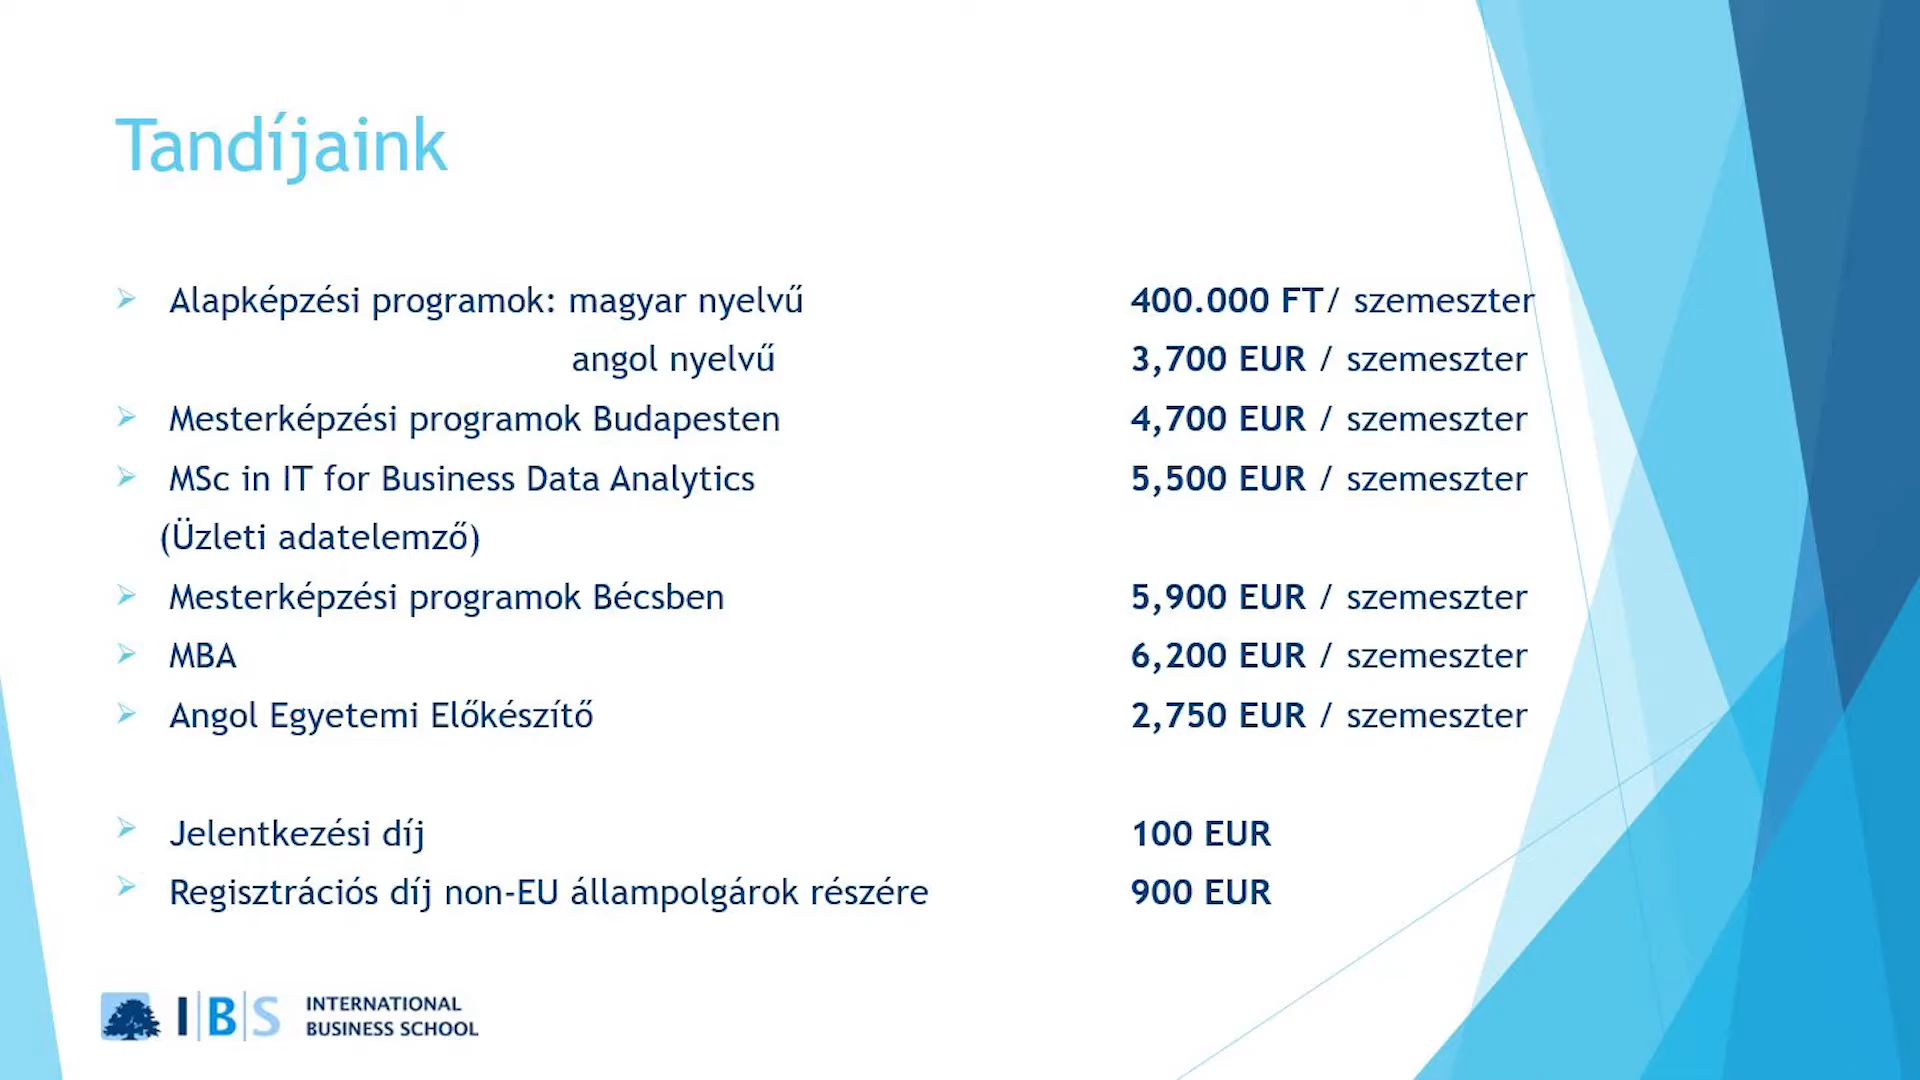 Tandíjaink
Alapképzési programok: magyar nyelvű 400.000 FT/ szemeszter
angol nyelvű 3,700 EUR / szemeszter
Mesterképzési programok Budapesten 4,700 EUR / szemeszter
MSc in IT for Business Data Analytics 5,500 EUR / szemeszter
(Üzleti adatelemző)
Mesterképzési programok Bécsben 5,900 EUR / szemeszter
MBA 6,200 EUR / szemeszter
Angol Egyetemi Előkészítő 2,750 EUR / szemeszter
Jelentkezési díj 100 EUR
Regisztrációs díj non-EU állampolgárok részére 900 EUR
IBS INTERNATIONAL
BUSINESS SCHOOL